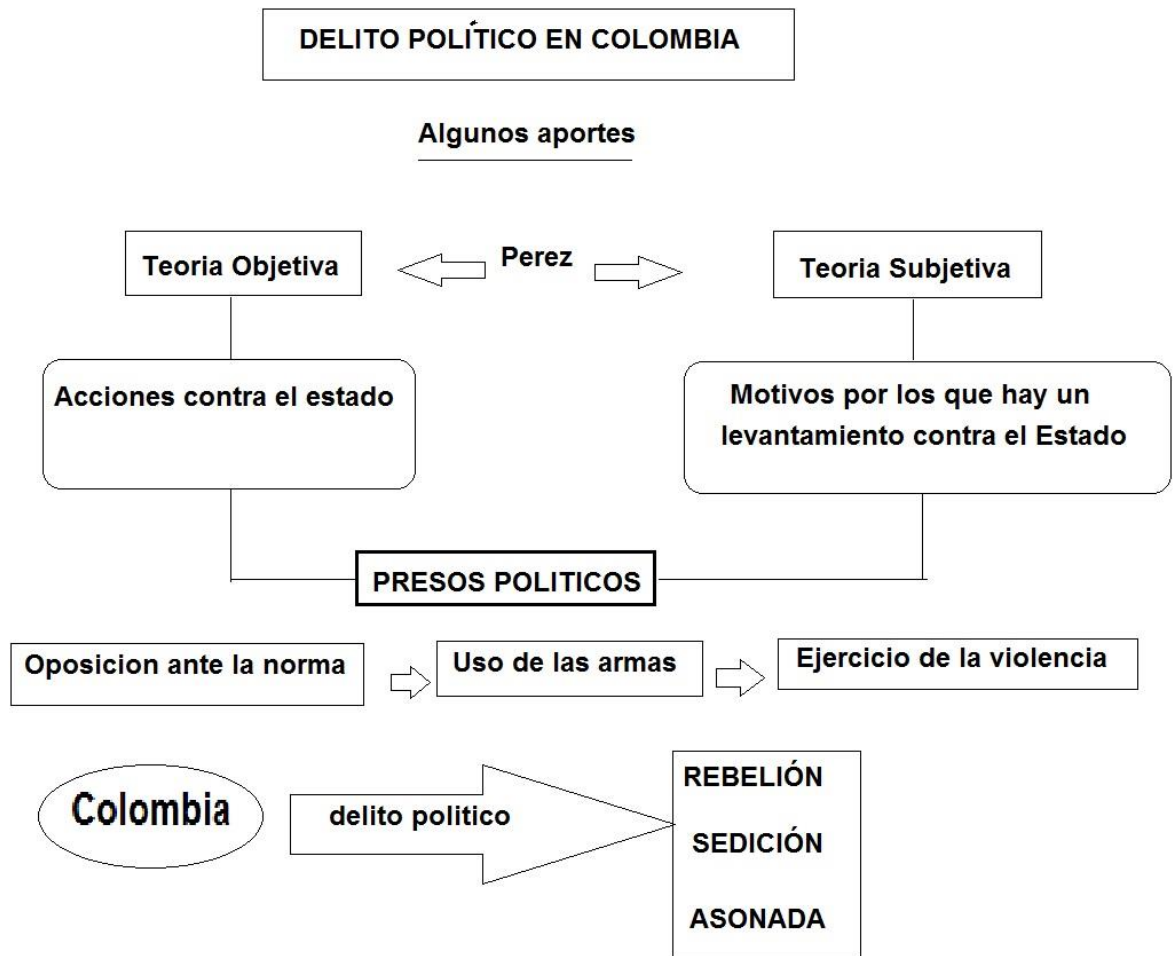 DELITO POLÍTICO EN COLOMBIA
Algunos aportes
Teoria Objetiva
Perez
Teoria Subjetiva
Acciones contra el estado
Motivos por los que hay un
levantamiento contra el Estado
PRESOS POLITICOS
Oposicion ante la norma
Uso de las armas
Ejercicio de la violencia
Colombia
delito politico
REBELIÓN
SEDICIÓN
ASONADA